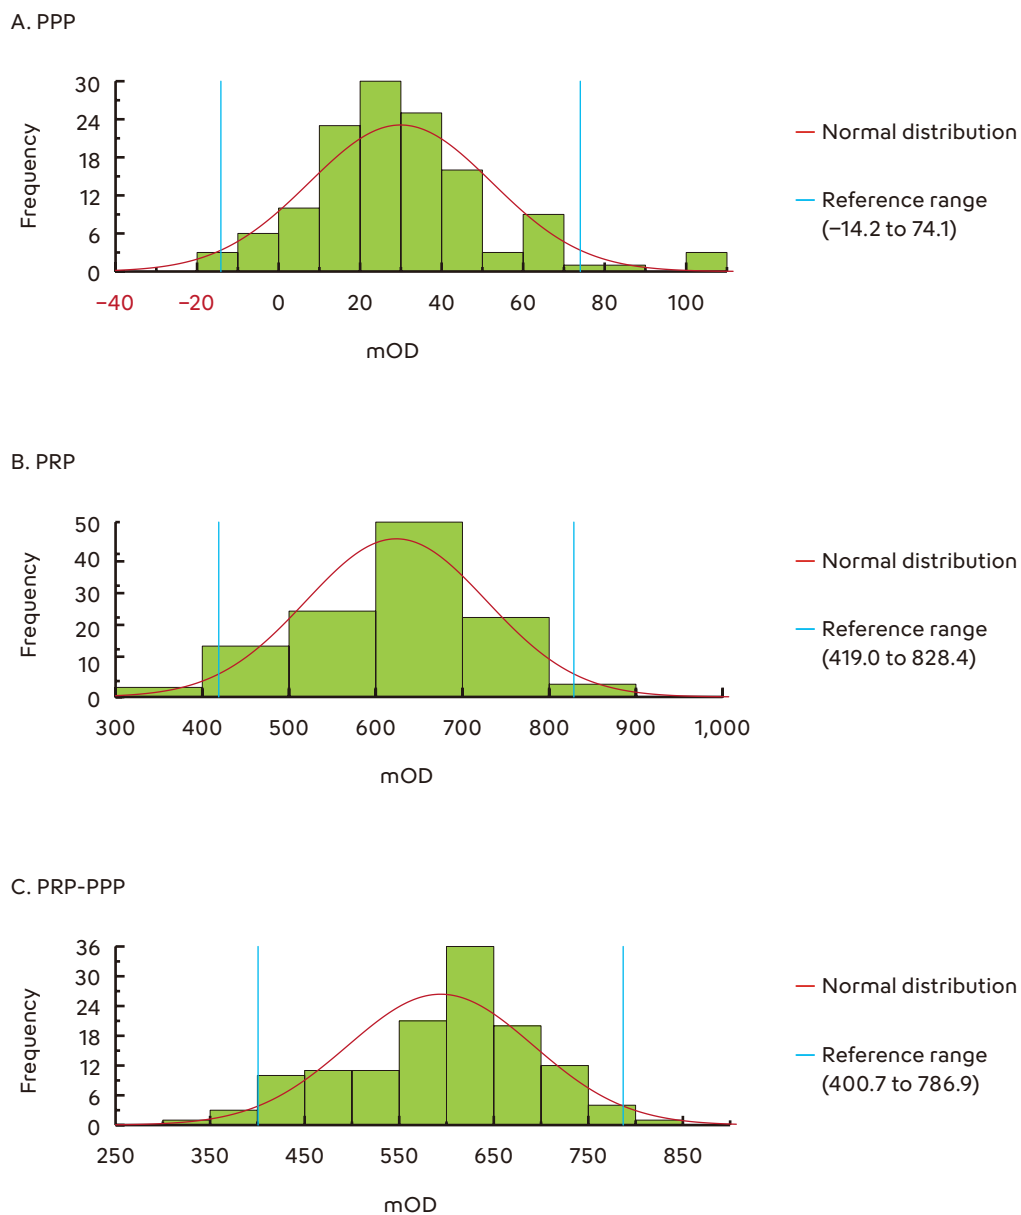 A. PPP
Frequency
30
24
18
12
6
0
−40 −20 0 20 40 60 80 100
mOD
Normal distribution
Reference range
(−14.2 to 74.1)
B. PRP
Frequency
50
40
30
20
10
0
300 400 500 600 700 800 900 1,000
mOD
Normal distribution
Reference range
(419.0 to 828.4)
C. PRP-PPP
Frequency
36
30
24
18
12
6
0
250 350 450 550 650 750 850
mOD
Normal distribution
Reference range
(400.7 to 786.9)